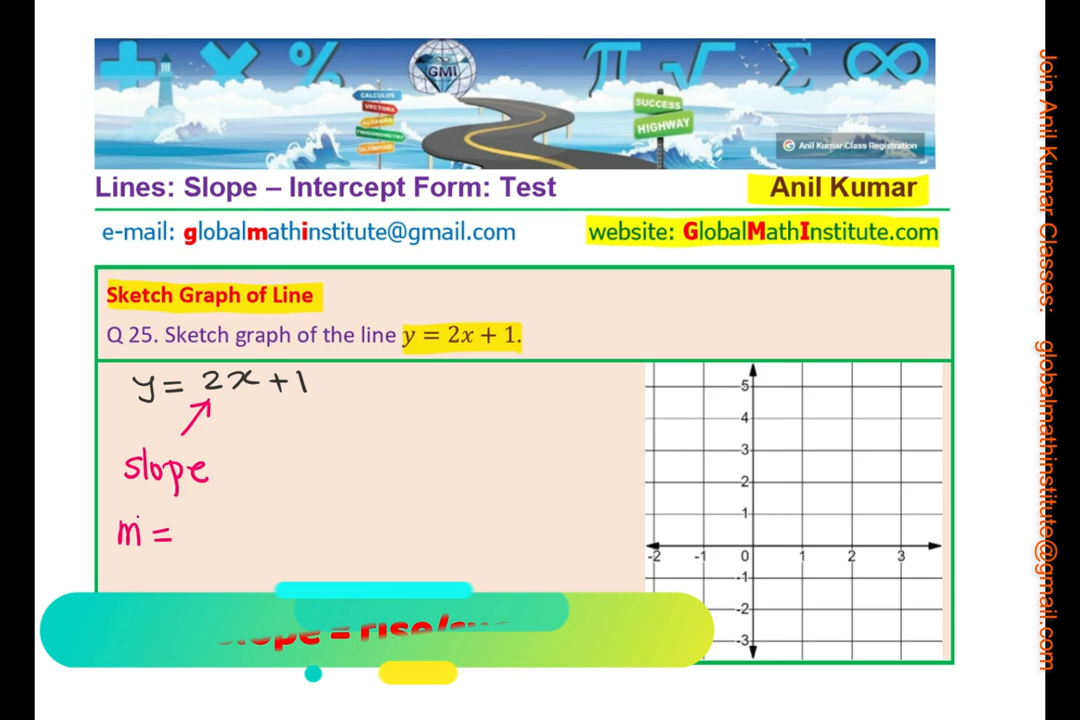 GMI
CALCULUS
VECTORS
ALGEBRA
TRIGONOMETRY
OLYMPIAD
SUCCESS
HIGHWAY
Anil Kumar Class Registration
Lines: Slope – Intercept Form: Test
Anil Kumar
e-mail: globalmathinstitute@gmail.com
website: GlobalMathInstitute.com
Sketch Graph of Line
Q 25. Sketch graph of the line y = 2x + 1.
y = 2x + 1
slope
m =
5
4
3
2
1
-2 -1 0 1 2 3
-1
-2
-3
= rise/
Join Anil Kumar Classes: globalmathinstitute@gmail.com